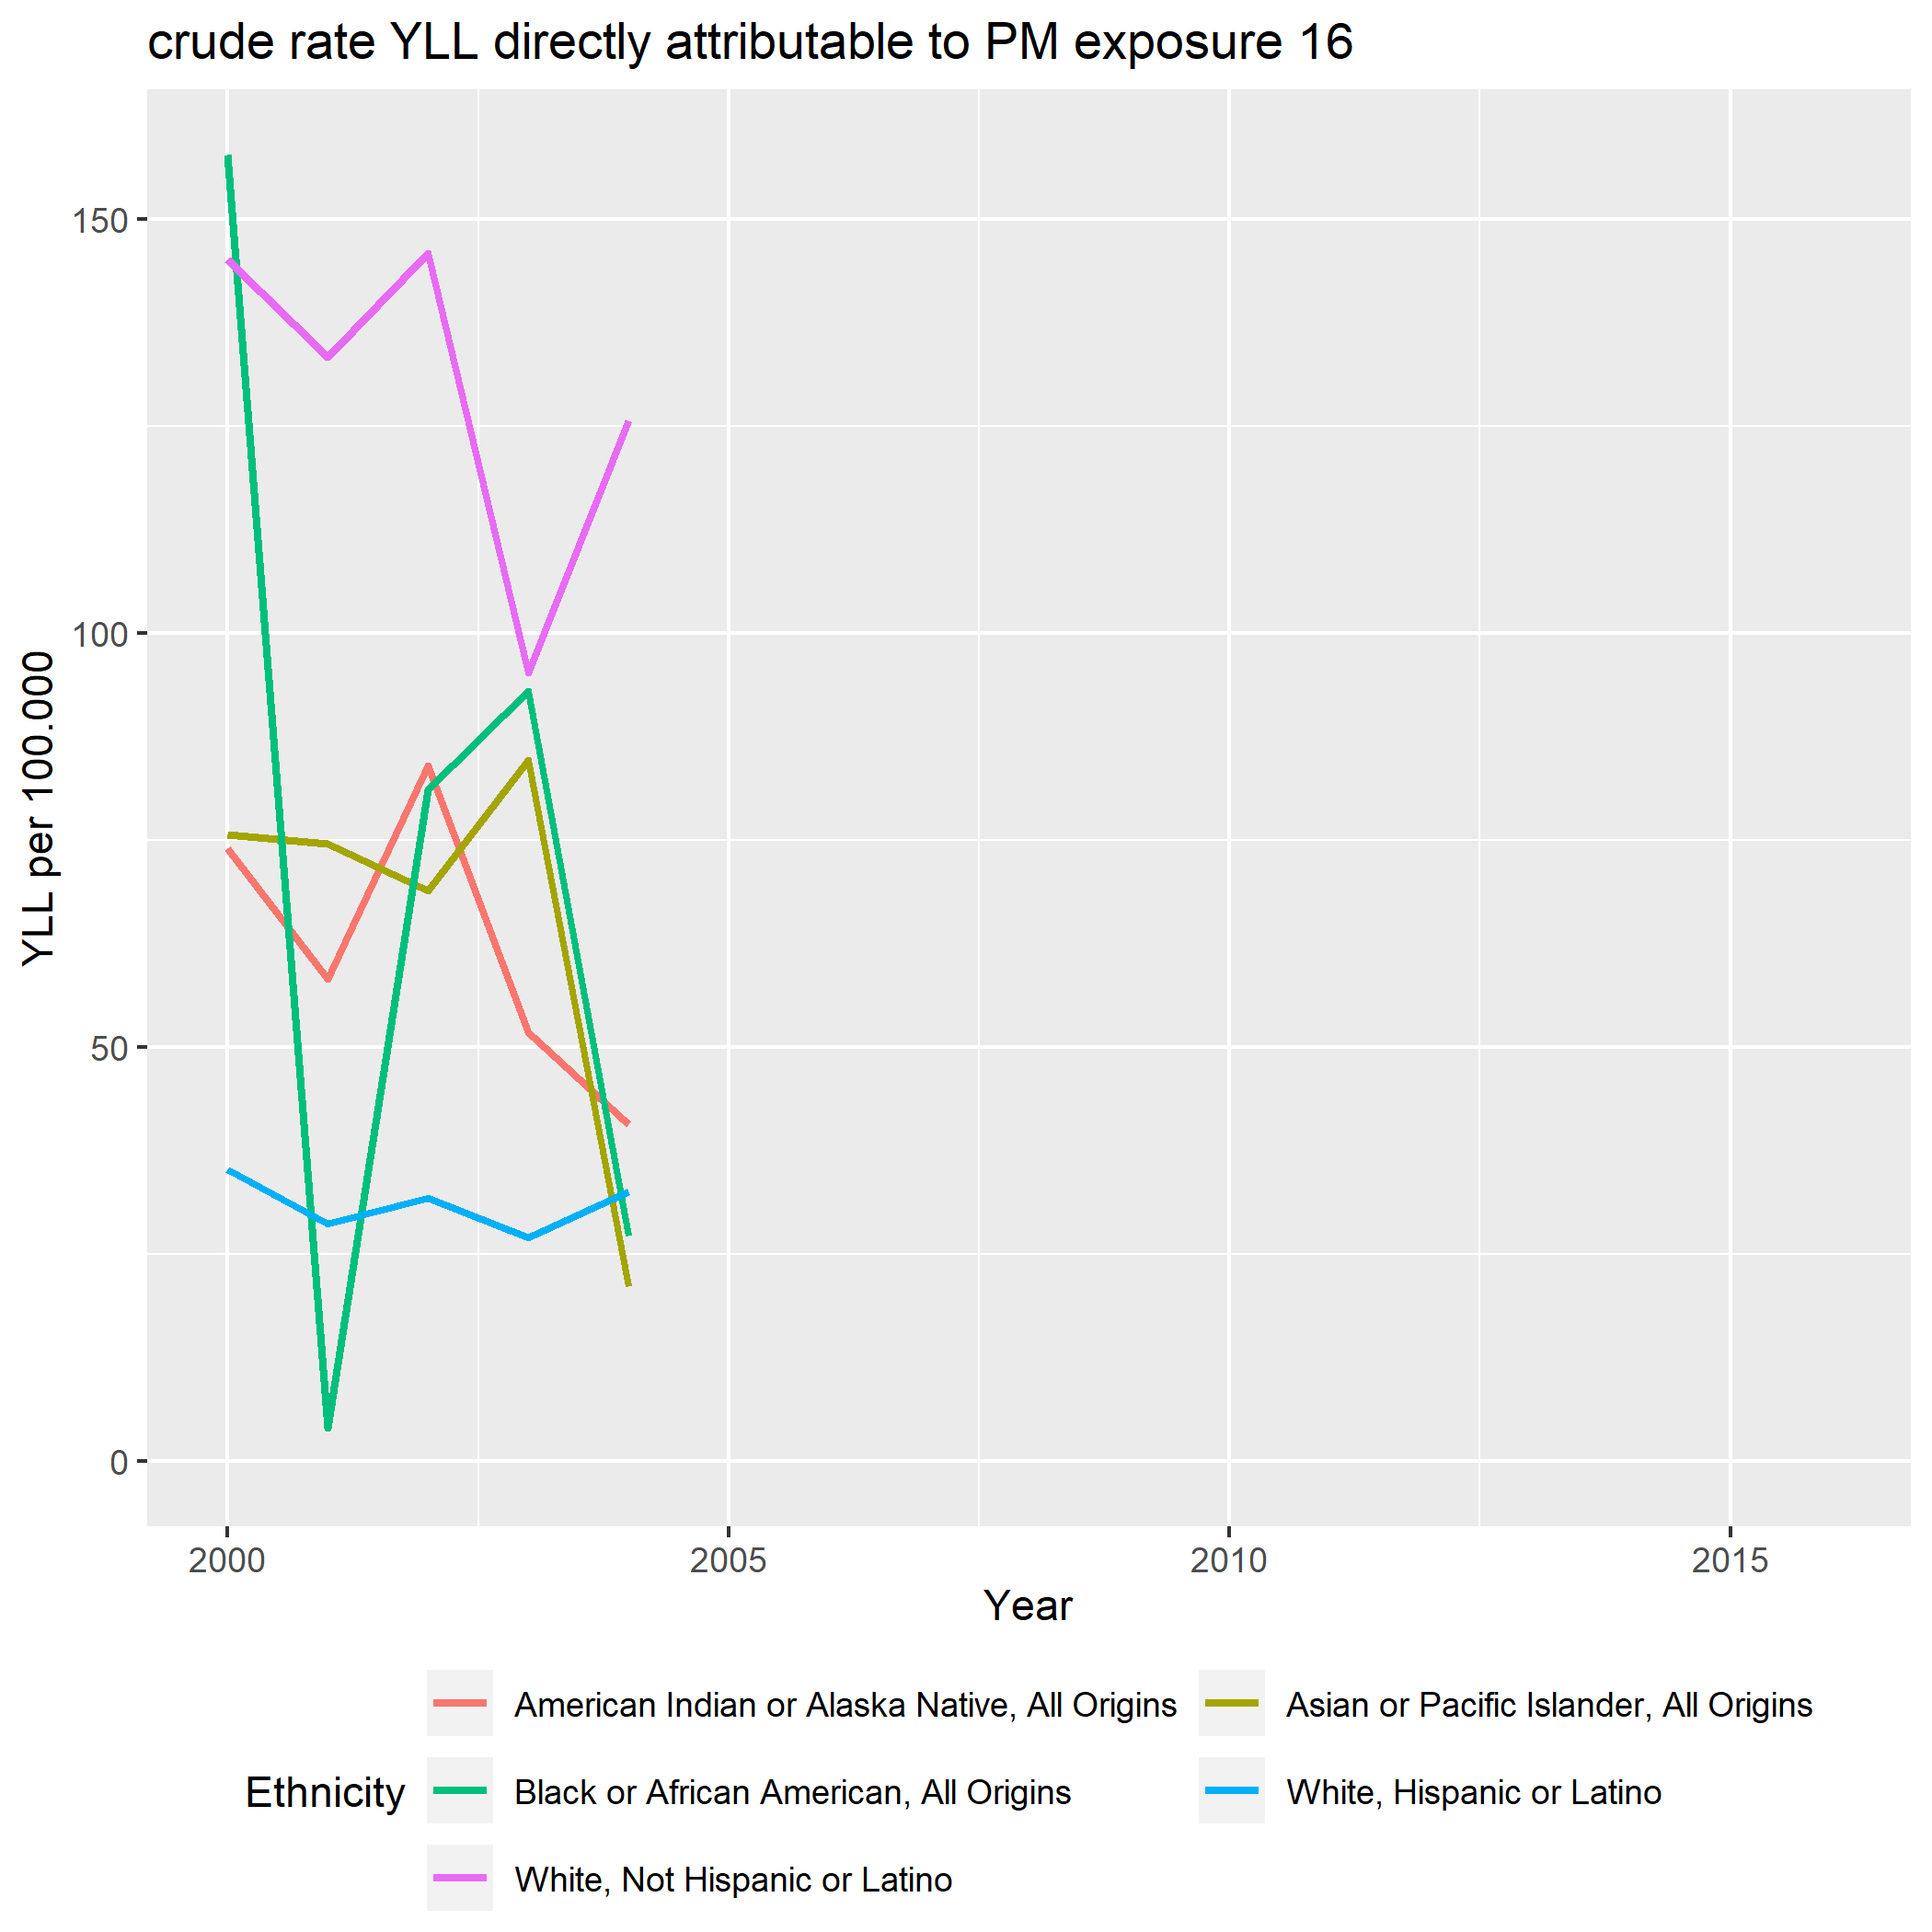 crude rate YLL directly attributable to PM exposure 16
150
100
50
0
YLL per 100.000
2000 2005 2010 2015
Year
Ethnicity
American Indian or Alaska Native, All Origins
Asian or Pacific Islander, All Origins
Black or African American, All Origins
White, Hispanic or Latino
White, Not Hispanic or Latino